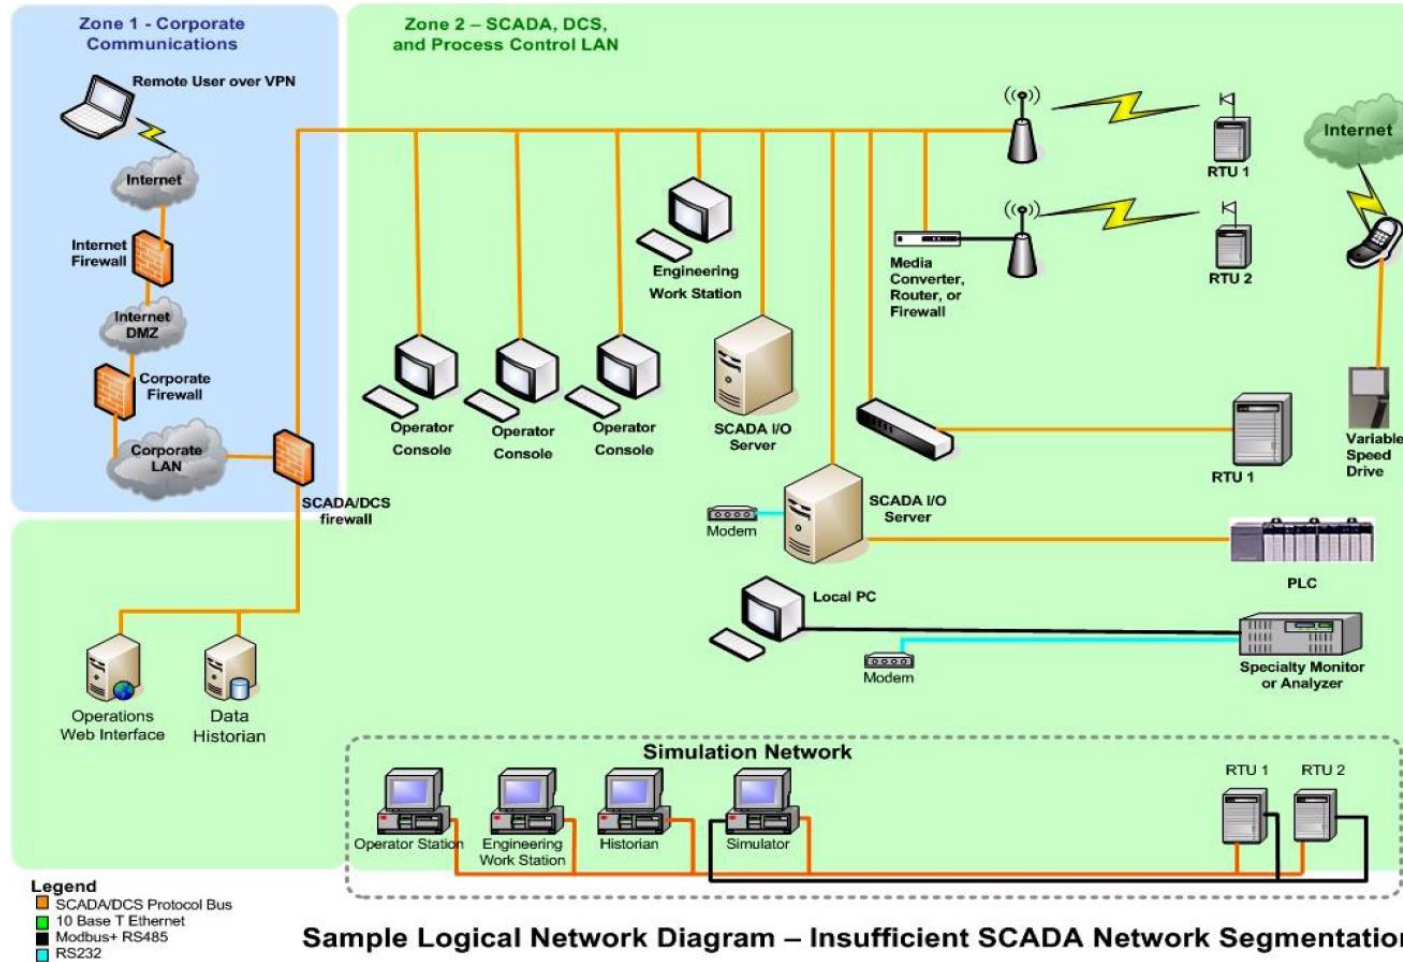 Zone 1 - Corporate
Communications
Zone 2 – SCADA, DCS,
and Process Control LAN
Remote User over VPN
Internet
Internet
Firewall
Internet
DMZ
Corporate
Firewall
Corporate
LAN
SCADA/DCS
firewall
Engineering
Work Station
Operator
Console
Operator
Console
Operator
Console
SCADA I/O
Server
Media
Converter,
Router, or
Firewall
RTU 1
RTU 2
Internet
Variable
Speed
Drive
RTU 1
SCADA I/O
Server
Modem
PLC
Local PC
Modem
Specialty Monitor
or Analyzer
Operations
Web Interface
Data
Historian
Simulation Network
Operator Station
Engineering
Work Station
Historian
Simulator
RTU 1
RTU 2
Legend
SCADA/DCS Protocol Bus
10 Base T Ethernet
Modbus+ RS485
RS232
Sample Logical Network Diagram – Insufficient SCADA Network Segmentation